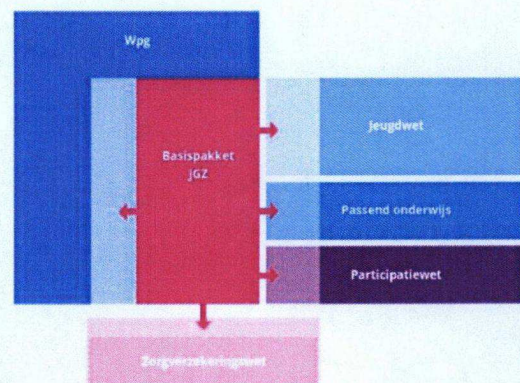 Wpg
Basispakket
JGZ
Jeugdwet
Passend onderwijs
Participatiewet
Zorgverzekeringswet